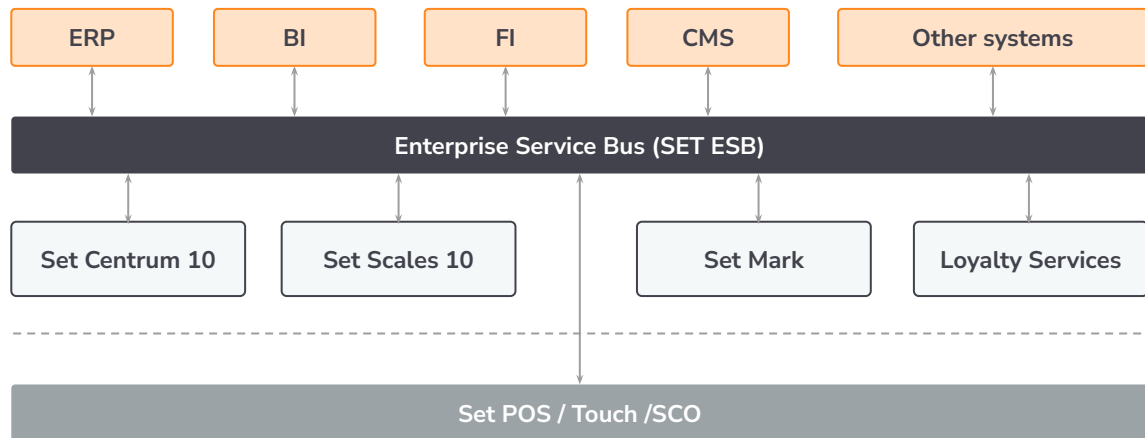 ERP
BI
FI
CMS
Other systems
Enterprise Service Bus (SET ESB)
Set Centrum 10
Set Scales 10
Set Mark
Loyalty Services
Set POS / Touch /SCO